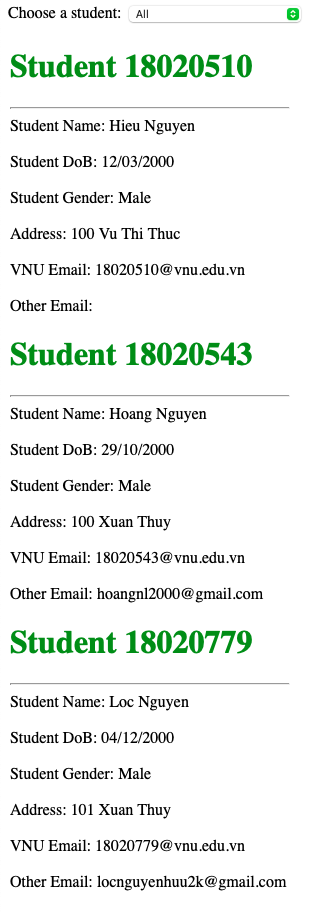 Choose a student: All
Student 18020510
Student Name: Hieu Nguyen
Student DoB: 12/03/2000
Student Gender: Male
Address: 100 Vu Thi Thuc
VNU Email: 18020510@vnu.edu.vn
Other Email:
Student 18020543
Student Name: Hoang Nguyen
Student DoB: 29/10/2000
Student Gender: Male
Address: 100 Xuan Thuy
VNU Email: 18020543@vnu.edu.vn
Other Email: hoangnl2000@gmail.com
Student 18020779
Student Name: Loc Nguyen
Student DoB: 04/12/2000
Student Gender: Male
Address: 101 Xuan Thuy
VNU Email: 18020779@vnu.edu.vn
Other Email: locnguyenhuu2k@gmail.com